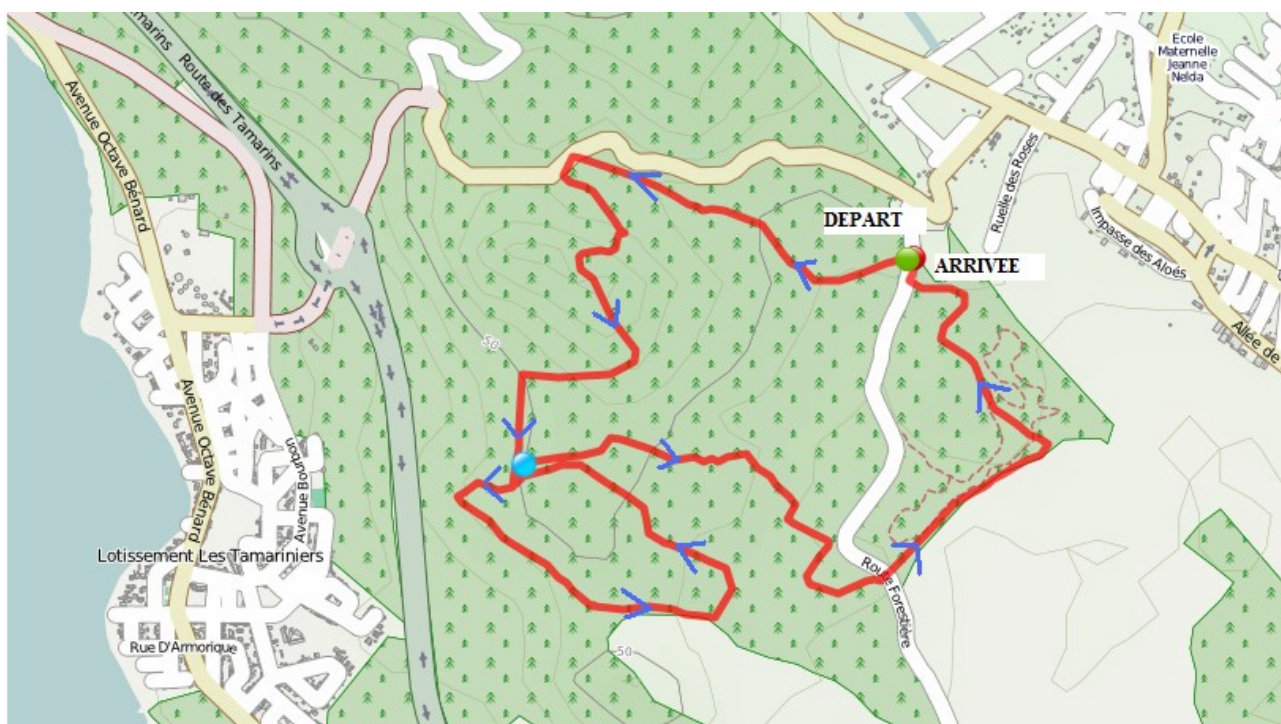 Tamarins
Route des Tamarins
Avenue Octave Bénard
Ecole
Maternelle
Jeanne
Nelda
Ruelle des Roses
Impasse des Aloés
Allée de
DEPART
ARRIVEE
50
Avenue Octave Bénard
Avenue Bourbon
Lotissement Les Tamariniers
Rue D'Armorique
Route Forestière
50